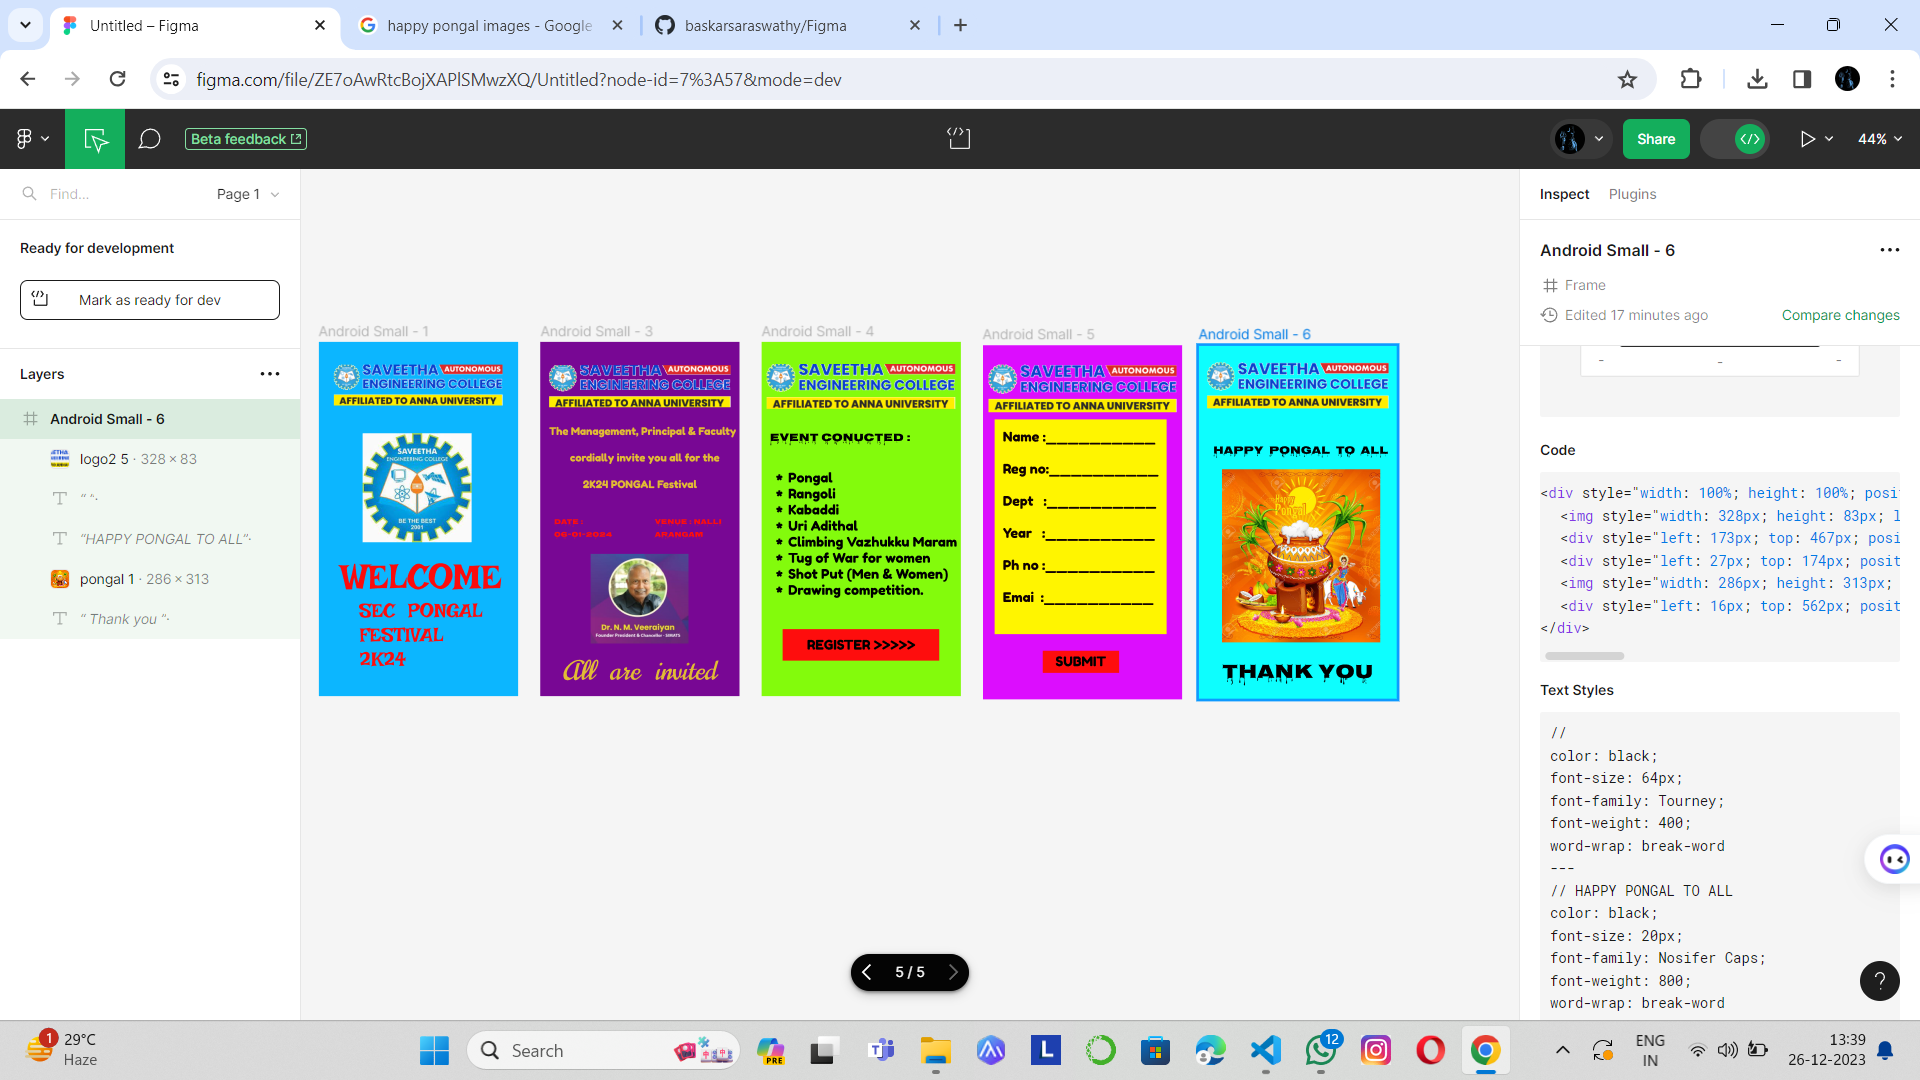 Untitled – Figma
happy pongal images - Google
baskarsaraswathy/Figma
figma.com/file/ZE7oAwRtcBojXAPlSMwzXQ/Untitled?node-id=7%3A57&mode=dev
Beta feedback
Share
44%
Find...
Page 1
Ready for development
Mark as ready for dev
Layers
Android Small - 6
logo2 5 · 328 × 83
“HAPPY PONGAL TO ALL”·
pongal 1 · 286 × 313
“ Thank you ”·
Android Small - 1
SAVEETHA AUTONOMOUS
ENGINEERING COLLEGE
AFFILIATED TO ANNA UNIVERSITY
SAVEETHA
ENGINEERING COLLEGE
BE THE BEST
2001
WELCOME
SEC PONGAL
FESTIVAL
2K24
Android Small - 3
SAVEETHA AUTONOMOUS
ENGINEERING COLLEGE
AFFILIATED TO ANNA UNIVERSITY
The Management, Principal & Faculty
cordially invite you all for the
2K24 PONGAL Festival
DATE :
06-01-2024
VENUE : NALLI
ARANGAM
Dr. N. M. Veeraiyan
Founder President & Chancellor - SIMATS
All are invited
Android Small - 4
SAVEETHA AUTONOMOUS
ENGINEERING COLLEGE
AFFILIATED TO ANNA UNIVERSITY
EVENT CONUCTED :
* Pongal
* Rangoli
* Kabaddi
* Uri Adithal
* Climbing Vazhukku Maram
* Tug of War for women
* Shot Put (Men & Women)
* Drawing competition.
REGISTER >>>>>
Android Small - 5
SAVEETHA AUTONOMOUS
ENGINEERING COLLEGE
AFFILIATED TO ANNA UNIVERSITY
Name :___________
Reg no:___________
Dept :___________
Year :___________
Ph no :___________
Emai :___________
SUBMIT
Android Small - 6
SAVEETHA AUTONOMOUS
ENGINEERING COLLEGE
AFFILIATED TO ANNA UNIVERSITY
HAPPY PONGAL TO ALL
Happy
Pongal
THANK YOU
5 / 5
Inspect
Plugins
Android Small - 6
Frame
Edited 17 minutes ago
Compare changes
Code
<div style="width: 100%; height: 100%; posi
<img style="width: 328px; height: 83px; l
<div style="left: 173px; top: 467px; posi
<div style="left: 27px; top: 174px; posit
<img style="width: 286px; height: 313px;
<div style="left: 16px; top: 562px; posit
</div>
Text Styles
//
color: black;
font-size: 64px;
font-family: Tourney;
font-weight: 400;
word-wrap: break-word
---
// HAPPY PONGAL TO ALL
color: black;
font-size: 20px;
font-family: Nosifer Caps;
font-weight: 800;
word-wrap: break-word
?
1
29°C
Haze
Search
PRE
L
12
ENG
IN
13:39
26-12-2023